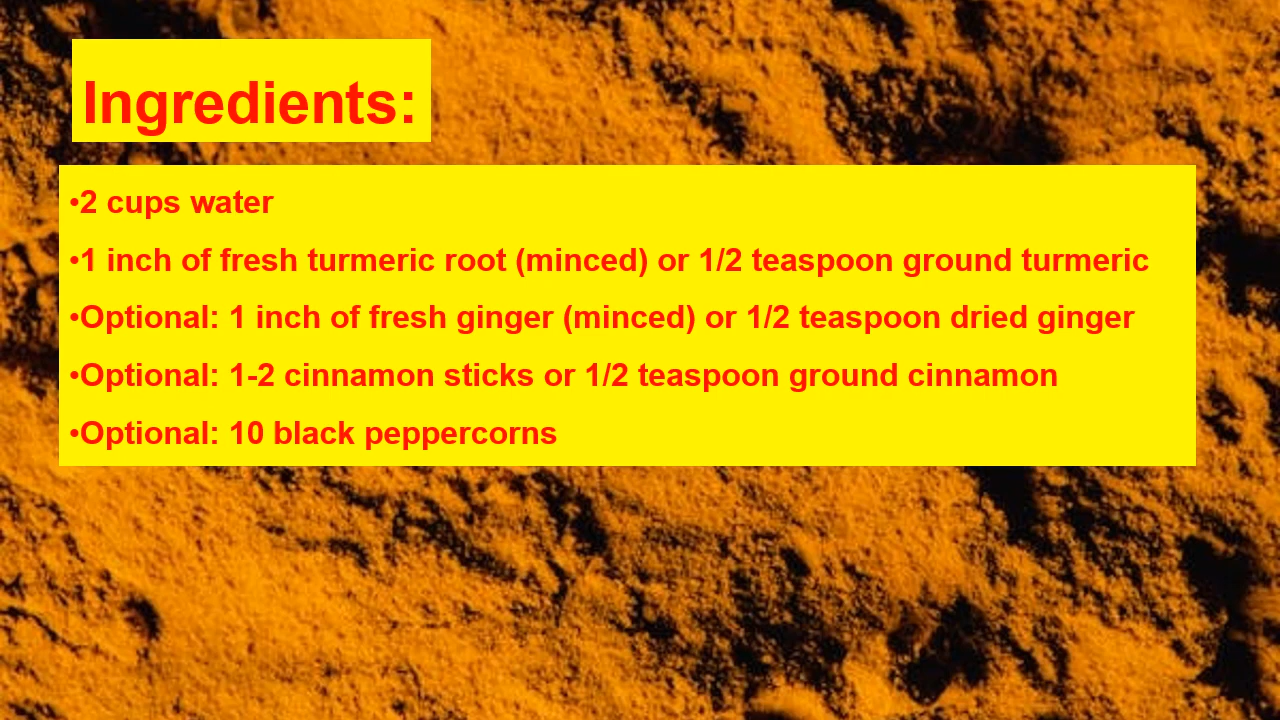 Ingredients:
•2 cups water
•1 inch of fresh turmeric root (minced) or 1/2 teaspoon ground turmeric
•Optional: 1 inch of fresh ginger (minced) or 1/2 teaspoon dried ginger
•Optional: 1-2 cinnamon sticks or 1/2 teaspoon ground cinnamon
•Optional: 10 black peppercorns